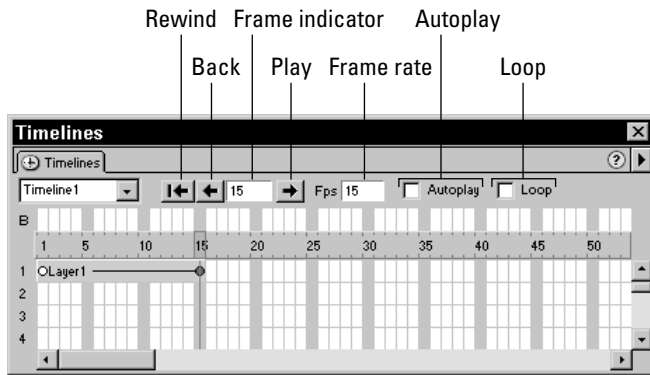 Rewind Frame indicator Autoplay
Back Play Frame rate Loop
Timelines
Timelines
Timeline1 15 Fps 15 Autoplay Loop
B
1 5 10 15 20 25 30 35 40 45 50
1 Layer1
2
3
4